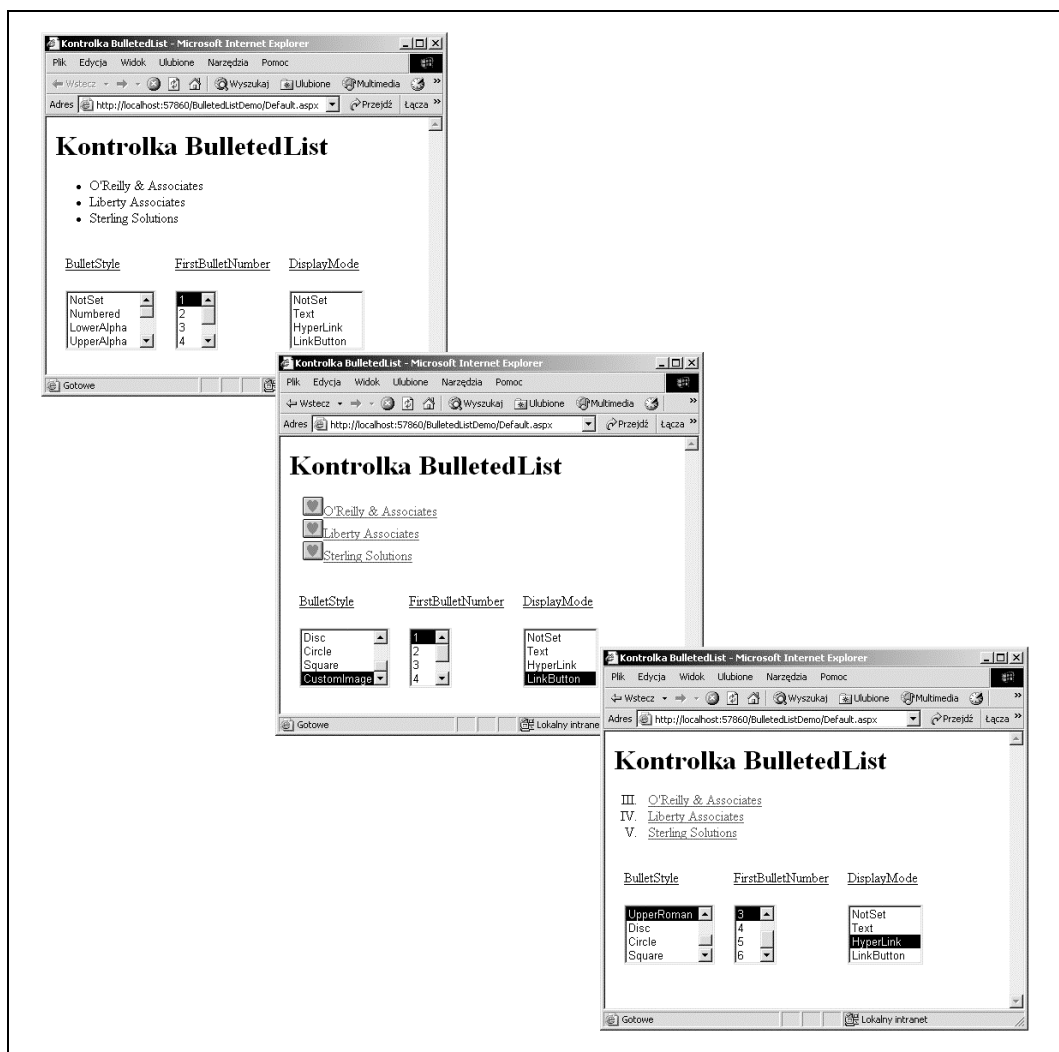 Kontrolka BulletedList - Microsoft Internet Explorer
Plik Edycja Widok Ulubione Narzędzia Pomoc
Wstecz Wyszukaj Ulubione Multimedia »
Adres http://localhost:57860/BulletedListDemo/Default.aspx Przejdź Łącza »
Kontrolka BulletedList
• O'Reilly & Associates
• Liberty Associates
• Sterling Solutions
BulletStyle FirstBulletNumber DisplayMode
NotSet 1 NotSet
Numbered 2 Text
LowerAlpha 3 HyperLink
UpperAlpha 4 LinkButton
Gotowe
Kontrolka BulletedList - Microsoft Internet Explorer
Plik Edycja Widok Ulubione Narzędzia Pomoc
Wstecz Wyszukaj Ulubione Multimedia »
Adres http://localhost:57860/BulletedListDemo/Default.aspx Przejdź Łącza »
Kontrolka BulletedList
O'Reilly & Associates
Liberty Associates
Sterling Solutions
BulletStyle FirstBulletNumber DisplayMode
Disc 1 NotSet
Circle 2 Text
Square 3 HyperLink
CustomImage 4 LinkButton
Gotowe Lokalny intrane
Kontrolka BulletedList - Microsoft Internet Explorer
Plik Edycja Widok Ulubione Narzędzia Pomoc
Wstecz Wyszukaj Ulubione Multimedia »
Adres http://localhost:57860/BulletedListDemo/Default.aspx Przejdź Łącza »
Kontrolka BulletedList
III. O'Reilly & Associates
IV. Liberty Associates
V. Sterling Solutions
BulletStyle FirstBulletNumber DisplayMode
UpperRoman 3 NotSet
Disc 4 Text
Circle 5 HyperLink
Square 6 LinkButton
Gotowe Lokalny intranet